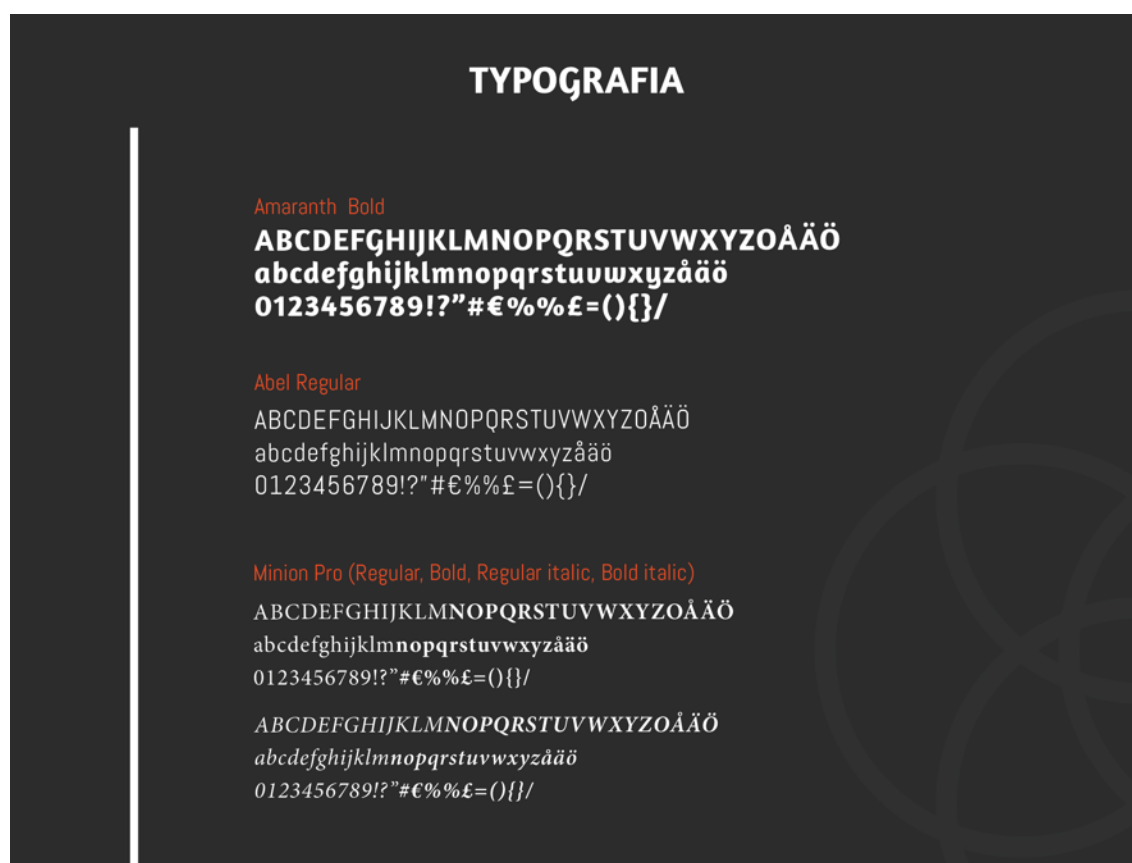 TYPOGRAFIA
Amaranth Bold
ABCDEFGHIJKLMNOPQRSTUVWXYZOÅÄÖ
abcdefghijklmnopqrstuvwxyzåäö
0123456789!?”#€%%£=(){}/
Abel Regular
ABCDEFGHIJKLMNOPQRSTUVWXYZOÅÄÖ
abcdefghijklmnopqrstuvwxyzåäö
0123456789!?”#€%%£=(){}/
Minion Pro (Regular, Bold, Regular italic, Bold italic)
ABCDEFGHIJKLMNOPQRSTUVWXYZOÅÄÖ
abcdefghijklmnopqrstuvwxyzåäö
0123456789!?”#€%%£=(){}/
ABCDEFGHIJKLMNOPQRSTUVWXYZOÅÄÖ
abcdefghijklmnopqrstuvwxyzåäö
0123456789!?”#€%%£=(){}/